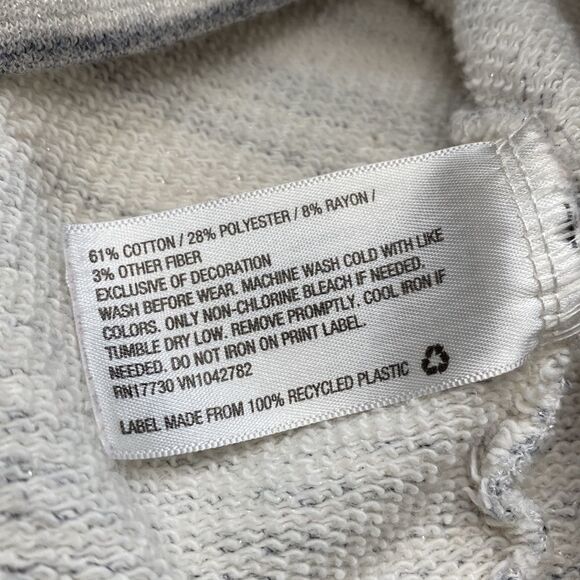 61% COTTON / 28% POLYESTER / 8% RAYON /
3% OTHER FIBER
EXCLUSIVE OF DECORATION
WASH BEFORE WEAR. MACHINE WASH COLD WITH LIKE
COLORS. ONLY NON-CHLORINE BLEACH IF NEEDED.
TUMBLE DRY LOW. REMOVE PROMPTLY. COOL IRON IF
NEEDED. DO NOT IRON ON PRINT LABEL.
RN17730 VN1042782
LABEL MADE FROM 100% RECYCLED PLASTIC